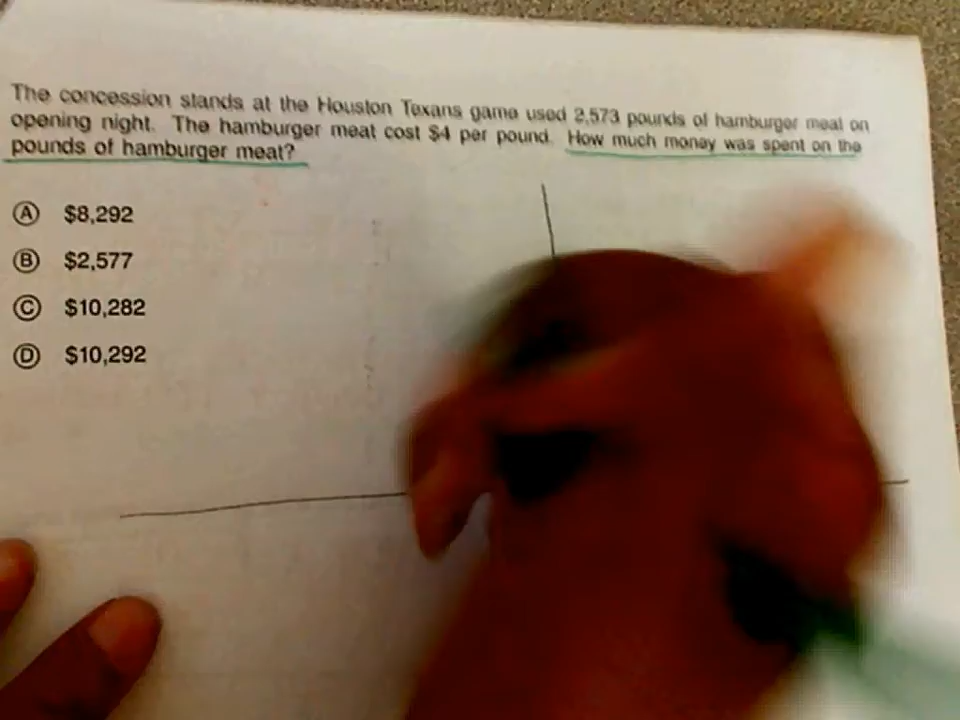 The concession stands at the Houston Texans game used 2,573 pounds of hamburger meat on
opening night. The hamburger meat cost $4 per pound. How much money was spent on the
pounds of hamburger meat?
A $8,292
B $2,577
C $10,282
D $10,292